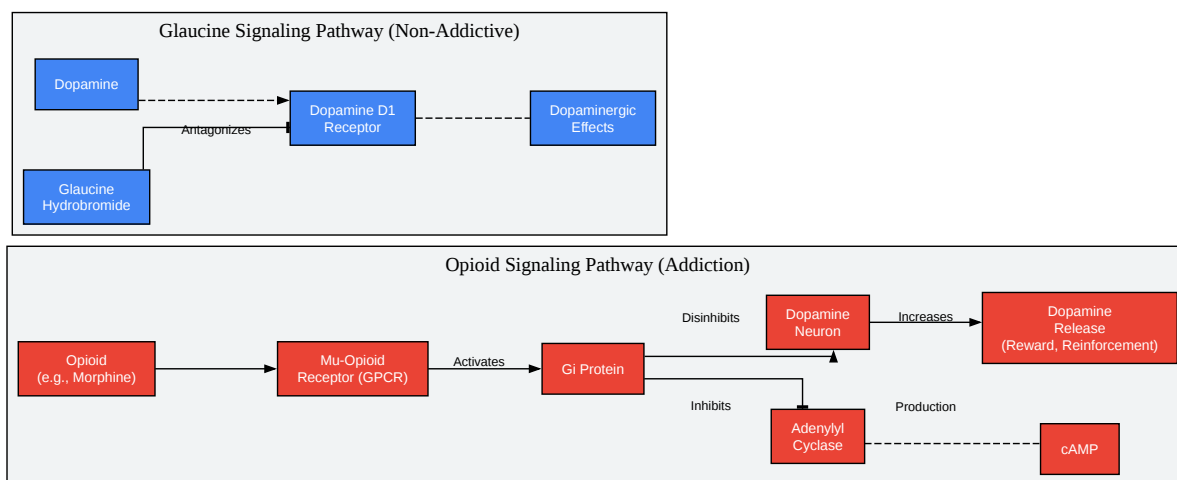 Glaucine Signaling Pathway (Non-Addictive)
Dopamine
Antagonizes
Dopamine D1
Receptor
Dopaminergic
Effects
Glaucine
Hydrobromide
Opioid Signaling Pathway (Addiction)
Opioid
(e.g., Morphine)
Mu-Opioid
Receptor (GPCR)
Activates
Gi Protein
Disinhibits
Dopamine
Neuron
Increases
Dopamine
Release
(Reward, Reinforcement)
Inhibits
Adenylyl
Cyclase
Production
cAMP